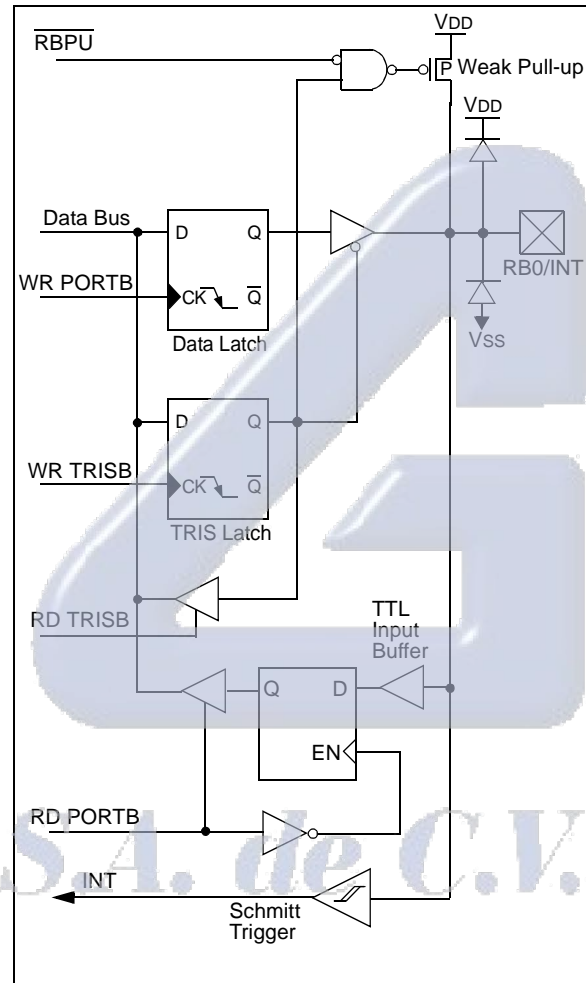 VDD
R̅B̅P̅U̅
P Weak Pull-up
VDD
Data Bus
D Q
WR PORTB
CK Q̅
RB0/INT
Data Latch
VSS
D Q
WR TRISB
CK Q̅
TRIS Latch
RD TRISB
TTL
Input
Buffer
Q D
EN
RD PORTB
S.A. de C.V.
INT
Schmitt
Trigger